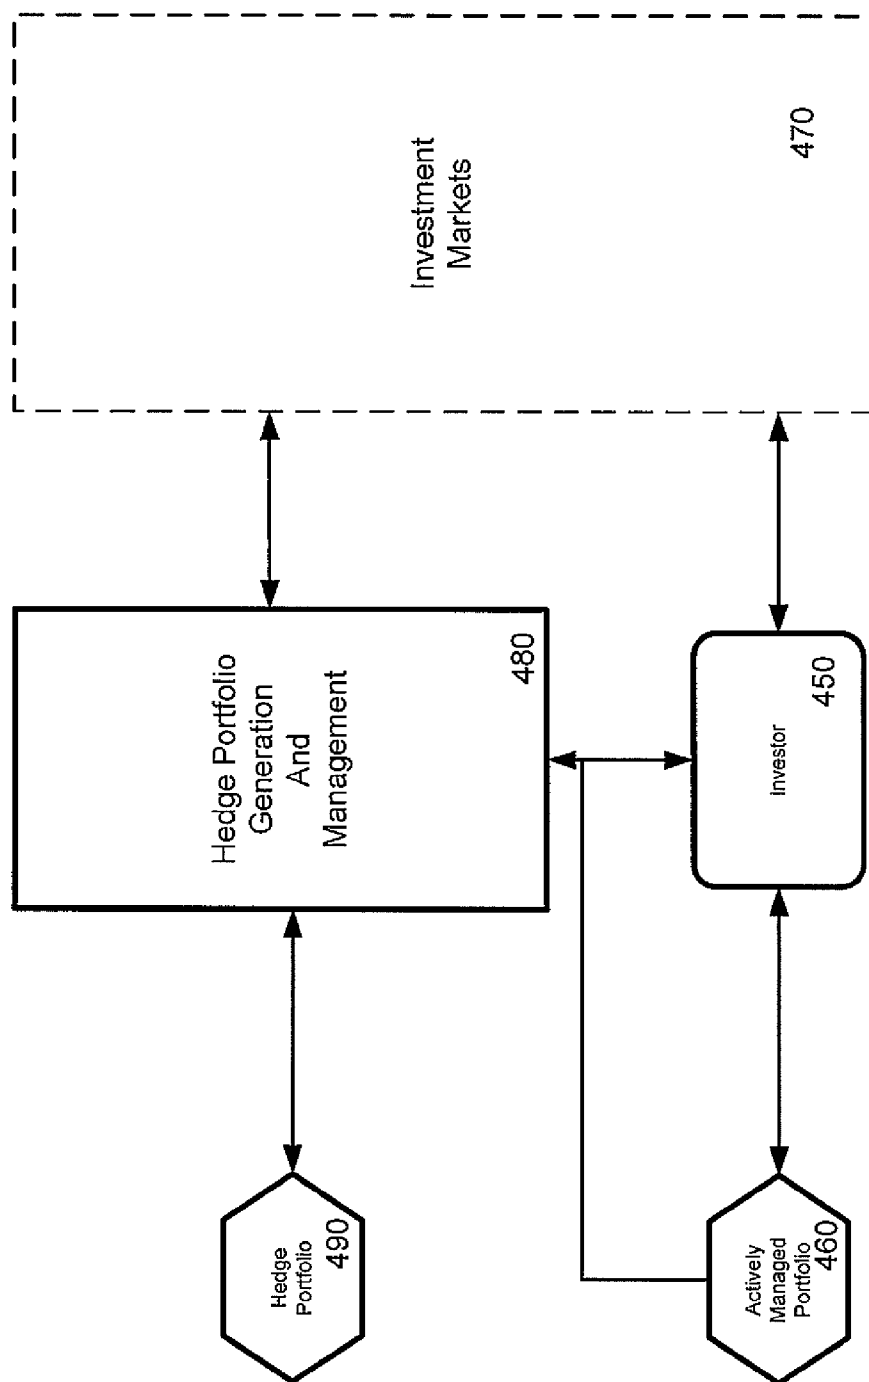 Investment
Markets
470
Hedge Portfolio
Generation
And
Management
480
Investor
450
Hedge
Portfolio
490
Actively
Managed
Portfolio
460